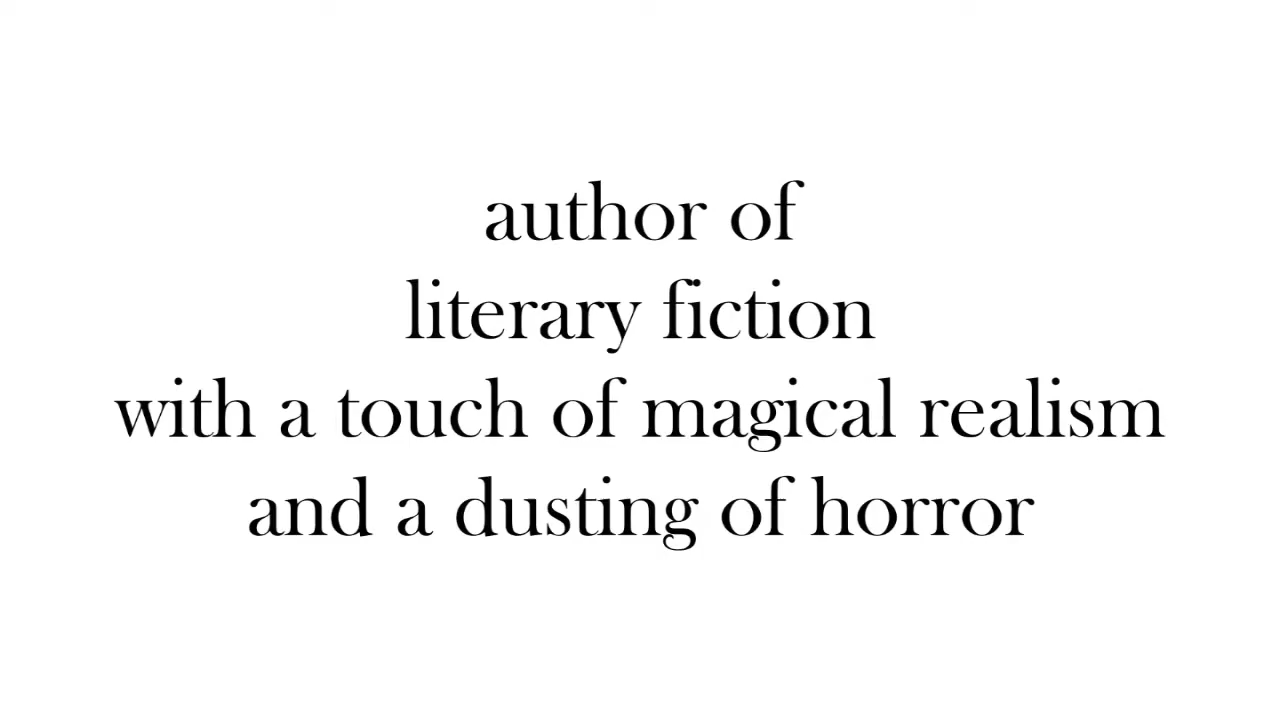 author of
literary fiction
with a touch of magical realism
and a dusting of horror